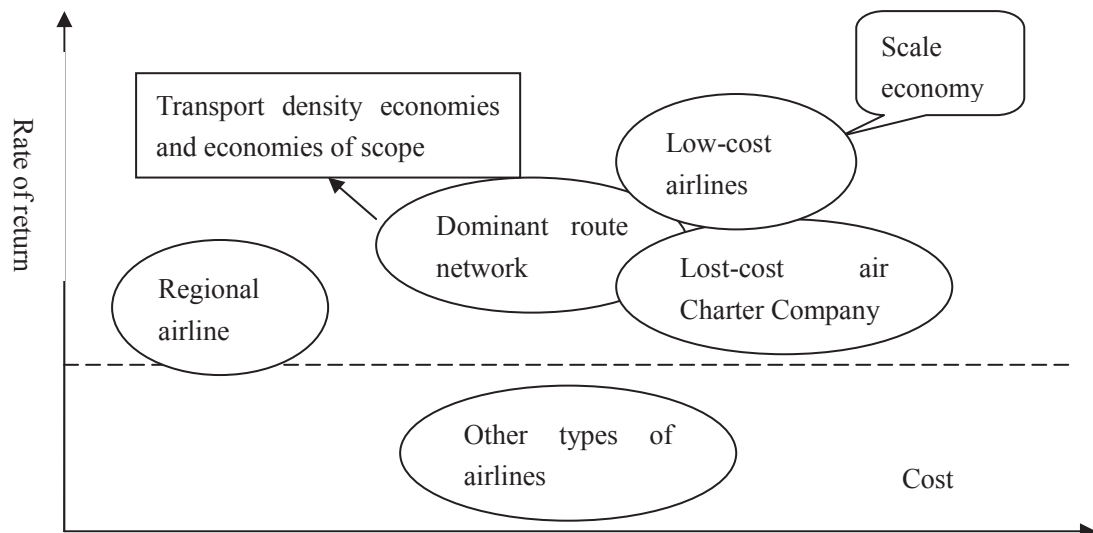 Scale
economy
Transport density economies
and economies of scope
Low-cost
airlines
Rate of return
Dominant route
network
Lost-cost air
Charter Company
Regional
airline
Other types of
airlines
Cost